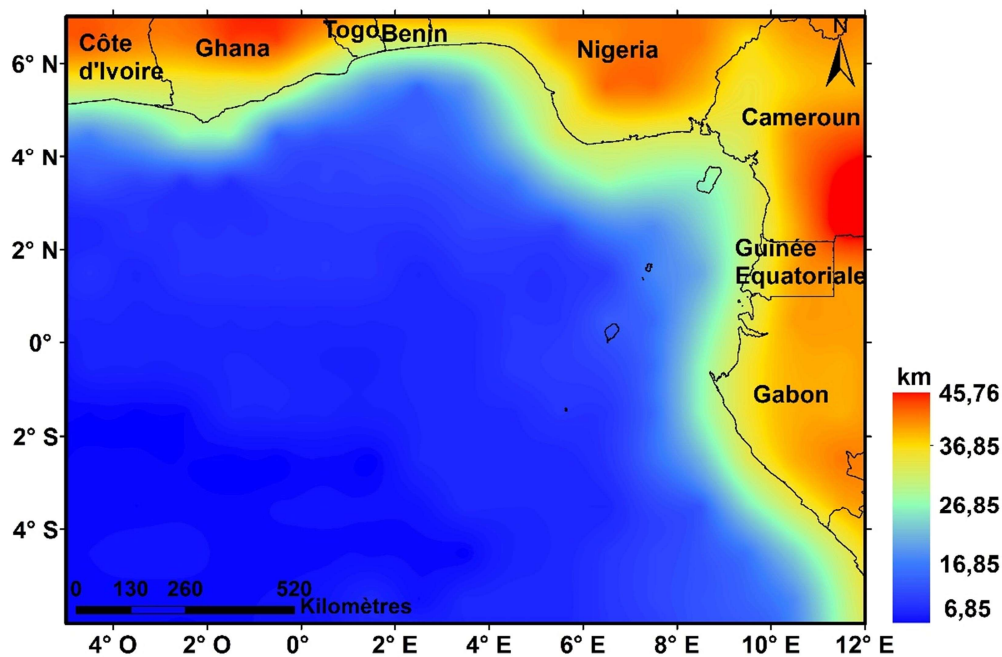 N
Côte
d'Ivoire
Ghana
Togo
Benin
Nigeria
Cameroun
Guinée
Equatoriale
Gabon
6° N
4° N
2° N
0°
2° S
4° S
km
45,76
36,85
26,85
16,85
6,85
0 130 260 520
Kilomètres
4° O 2° O 0 2° E 4° E 6° E 8° E 10° E 12° E